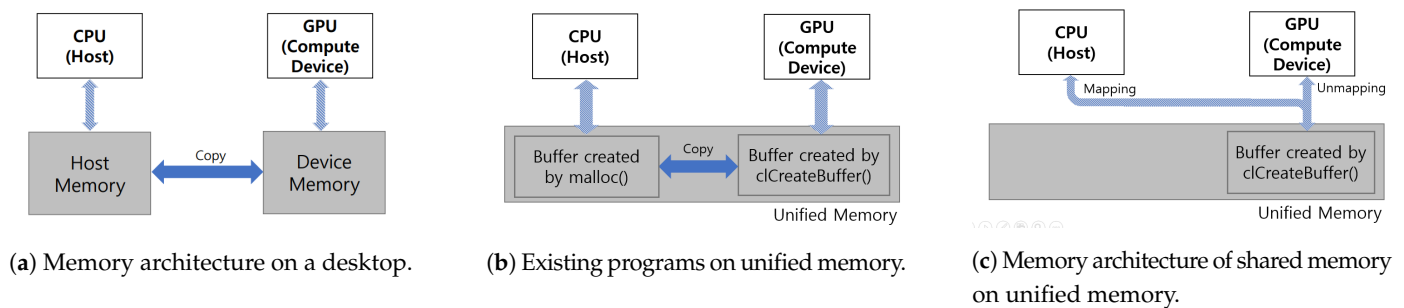 CPU
(Host)
GPU
(Compute
Device)
Host
Memory
Copy
Device
Memory
(a) Memory architecture on a desktop.
CPU
(Host)
GPU
(Compute
Device)
Buffer created
by malloc()
Copy
Buffer created by
clCreateBuffer()
Unified Memory
(b) Existing programs on unified memory.
CPU
(Host)
GPU
(Compute
Device)
Mapping
Unmapping
Buffer created by
clCreateBuffer()
Unified Memory
(c) Memory architecture of shared memory
on unified memory.